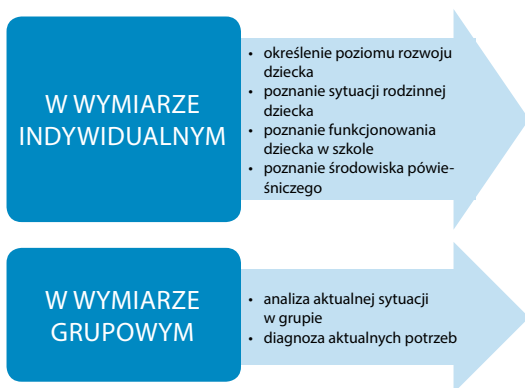 W WYMIARZE
INDYWIDUALNYM
• określenie poziomu rozwoju
dziecka
• poznanie sytuacji rodzinnej
dziecka
• poznanie funkcjonowania
dziecka w szkole
• poznanie środowiska pówie-
śniczego
W WYMIARZE
GRUPOWYM
• analiza aktualnej sytuacji
w grupie
• diagnoza aktualnych potrzeb